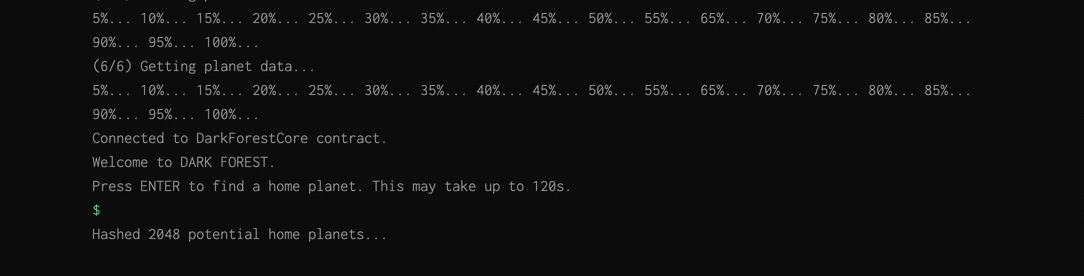 5%... 10%... 15%... 20%... 25%... 30%... 35%... 40%... 45%... 50%... 55%... 65%... 70%... 75%... 80%... 85%...
90%... 95%... 100%...
(6/6) Getting planet data...
5%... 10%... 15%... 20%... 25%... 30%... 35%... 40%... 45%... 50%... 55%... 65%... 70%... 75%... 80%... 85%...
90%... 95%... 100%...
Connected to DarkForestCore contract.
Welcome to DARK FOREST.
Press ENTER to find a home planet. This may take up to 120s.
$
Hashed 2048 potential home planets...